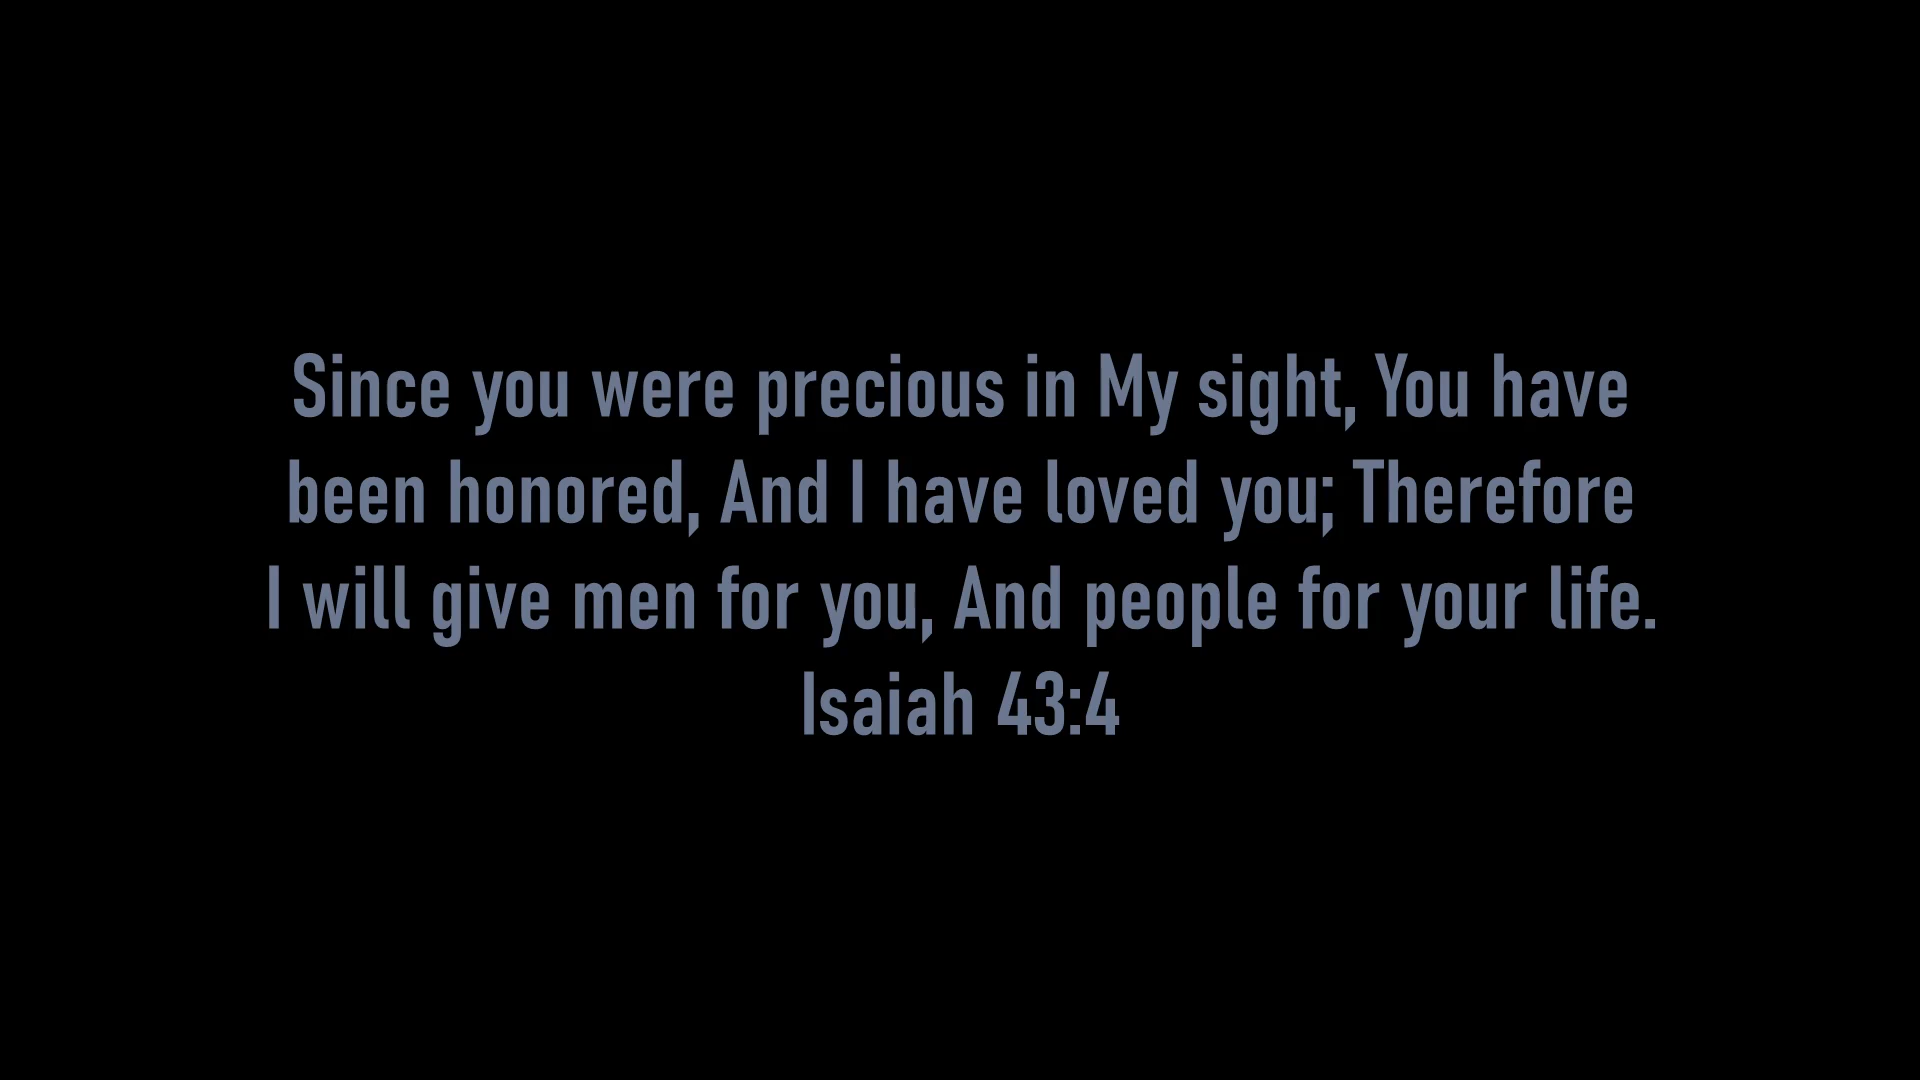 Since you were precious in My sight, You have
been honored, And I have loved you; Therefore
I will give men for you, And people for your life.
Isaiah 43:4